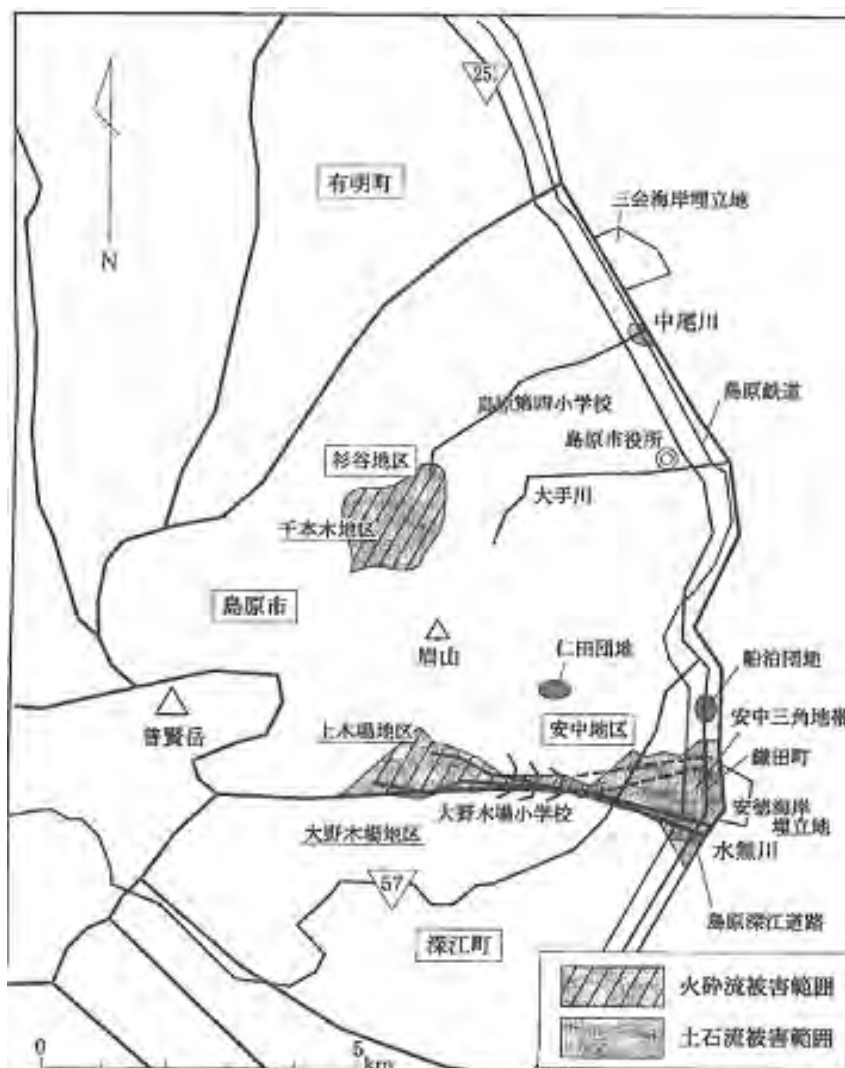 251
有明町
三会海岸埋立地
N
中尾川
島原第四小学校
島原鉄道
杉谷地区
島原市役所
大手川
千本木地区
島原市
眉山
仁田団地
船泊団地
普賢岳
上木場地区
安中地区
安中三角地帯
鎌田町
大野木場小学校
安徳海岸
埋立地
大野木場地区
水無川
57
島原深江道路
深江町
火砕流被害範囲
土石流被害範囲
0
5
km